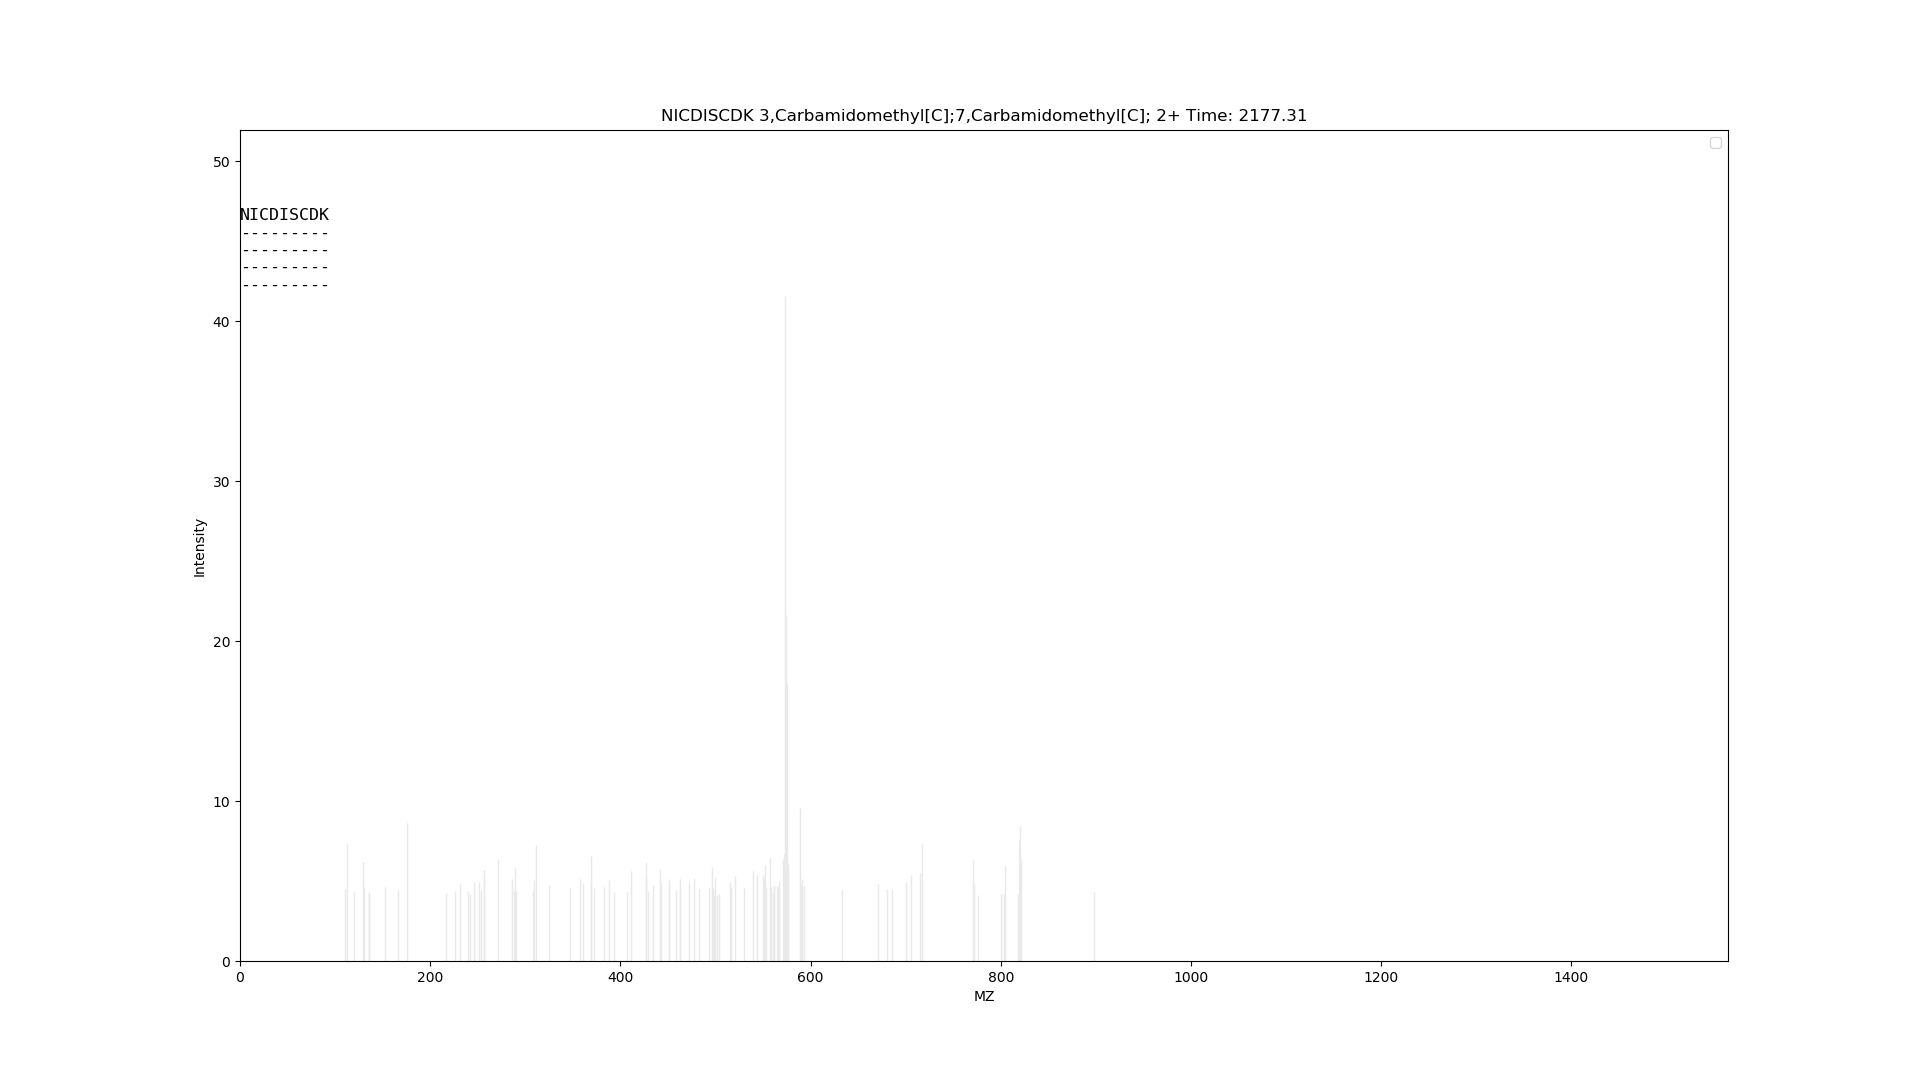 NICDISCDK 3,Carbamidomethyl[C];7,Carbamidomethyl[C]; 2+ Time: 2177.31
50
NICDISCDK
---------
---------
---------
---------
40
30
Intensity
20
10
0
0 200 400 600 800 1000 1200 1400
MZ